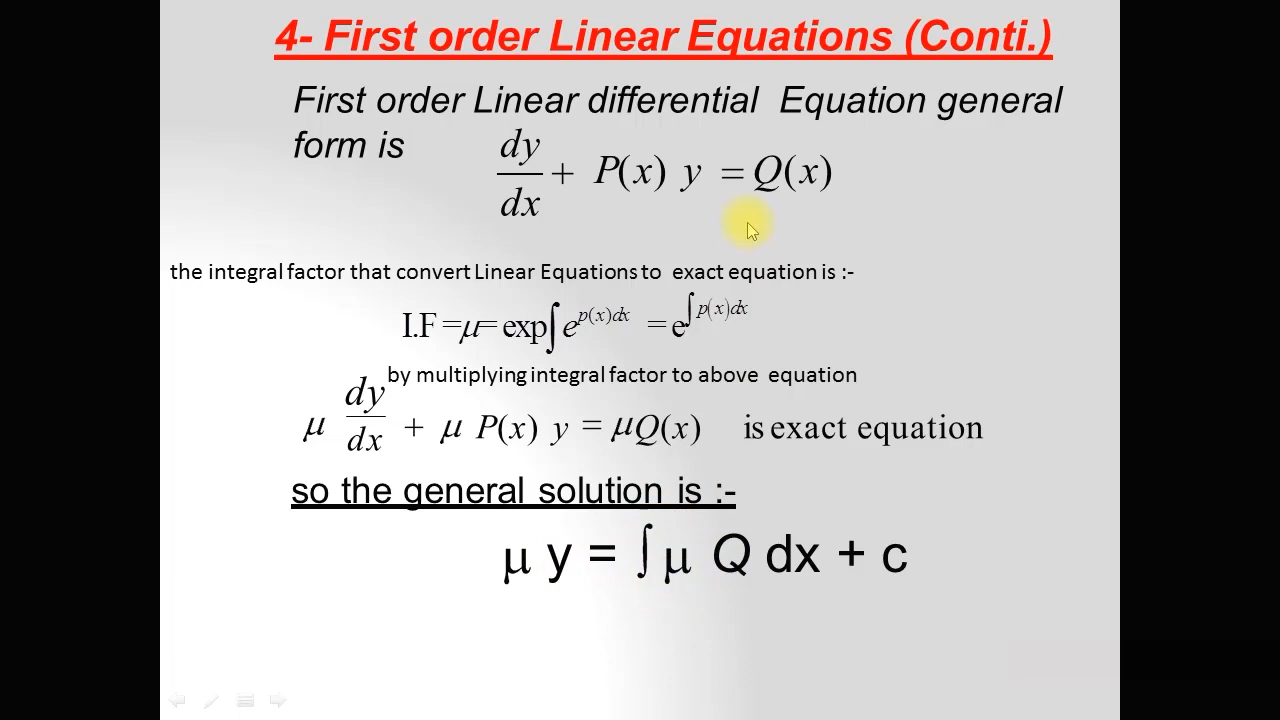 4- First order Linear Equations (Conti.)
First order Linear differential Equation general
form is
dy/dx + P(x) y = Q(x)
the integral factor that convert Linear Equations to exact equation is :-
I.F =μ= exp∫e^{p(x)dx} = e^{∫p(x)dx}
by multiplying integral factor to above equation
μ dy/dx + μ P(x) y = μQ(x) is exact equation
so the general solution is :-
μ y = ∫ μ Q dx + c